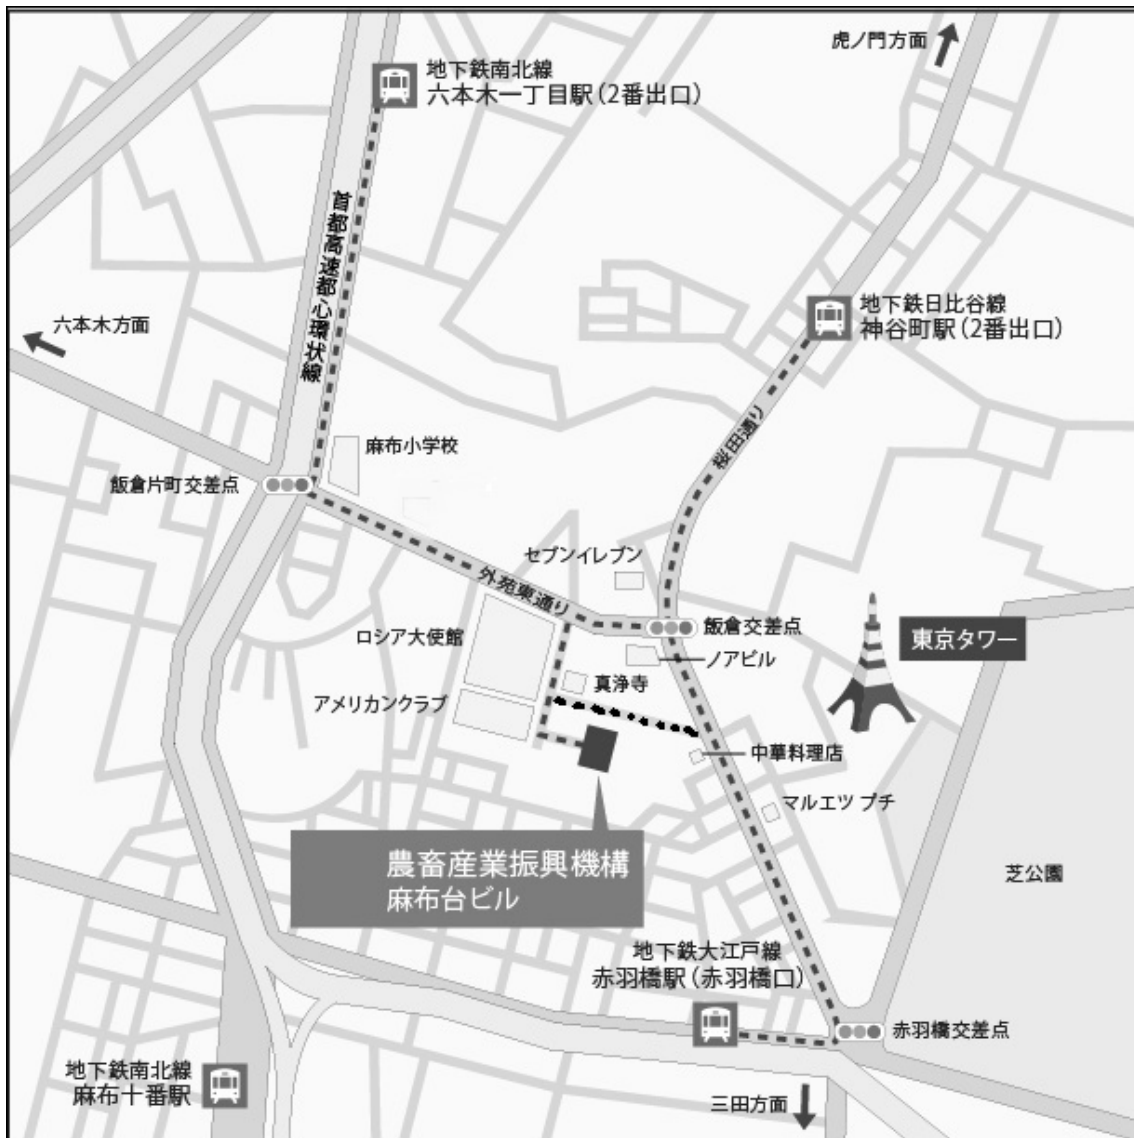 虎ノ門方面
地下鉄南北線
六本木一丁目駅(2番出口)
首都高速都心環状線
地下鉄日比谷線
神谷町駅(2番出口)
六本木方面
桜田通り
麻布小学校
飯倉片町交差点
セブンイレブン
外苑東通り
飯倉交差点
東京タワー
ロシア大使館
ノアビル
真浄寺
アメリカンクラブ
中華料理店
マルエツ プチ
農畜産業振興機構
麻布台ビル
芝公園
地下鉄大江戸線
赤羽橋駅(赤羽橋口)
赤羽橋交差点
地下鉄南北線
麻布十番駅
三田方面